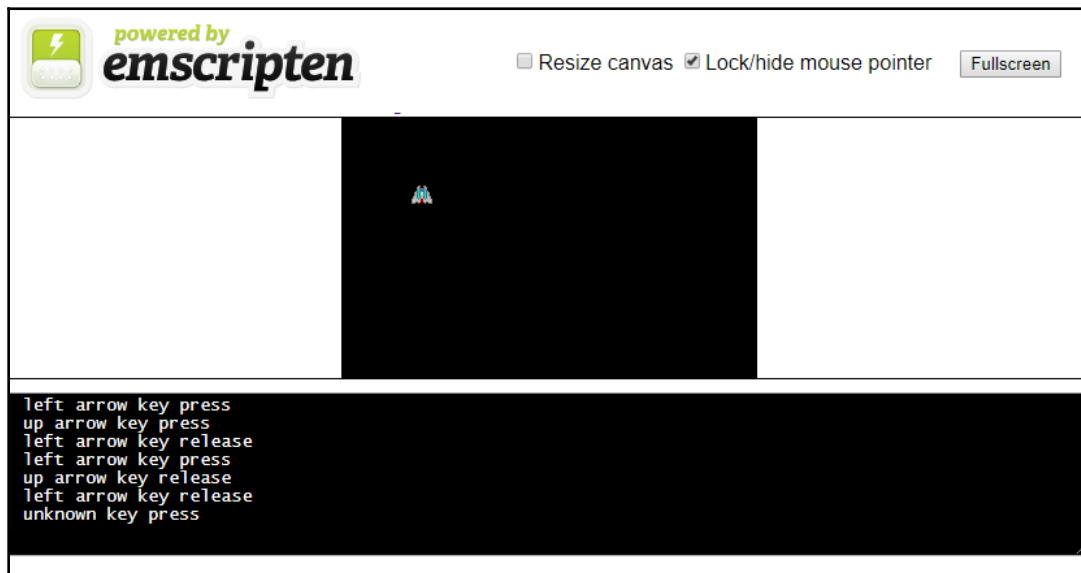 powered by
emscripten
Resize canvas Lock/hide mouse pointer Fullscreen
left arrow key press
up arrow key press
left arrow key release
left arrow key press
up arrow key release
left arrow key release
unknown key press